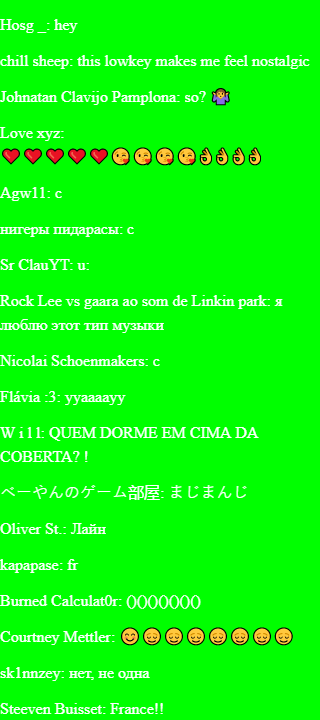 Hosg _: hey
chill sheep: this lowkey makes me feel nostalgic
Johnatan Clavijo Pamplona: so? 🤷‍♀️
Love xyz:
❤❤❤❤❤😘😘😘😘👌👌👌👌
Agw11: c
нигеры пидарасы: c
Sr ClauYT: u:
Rock Lee vs gaara ao som de Linkin park: я
люблю этот тип музыки
Nicolai Schoenmakers: c
Flávia :3: yyaaaayy
W i 11: QUEM DORME EM CIMA DA
COBERTA? !
べーやんのゲーム部屋: まじまんじ
Oliver St.: Лайн
kapapase: fr
Burned Calculat0r: ()()()()()()()
Courtney Mettler: 😊😌😌😌😌😌😌😌
sk1nnzey: нет, не одна
Steeven Buisset: France!!